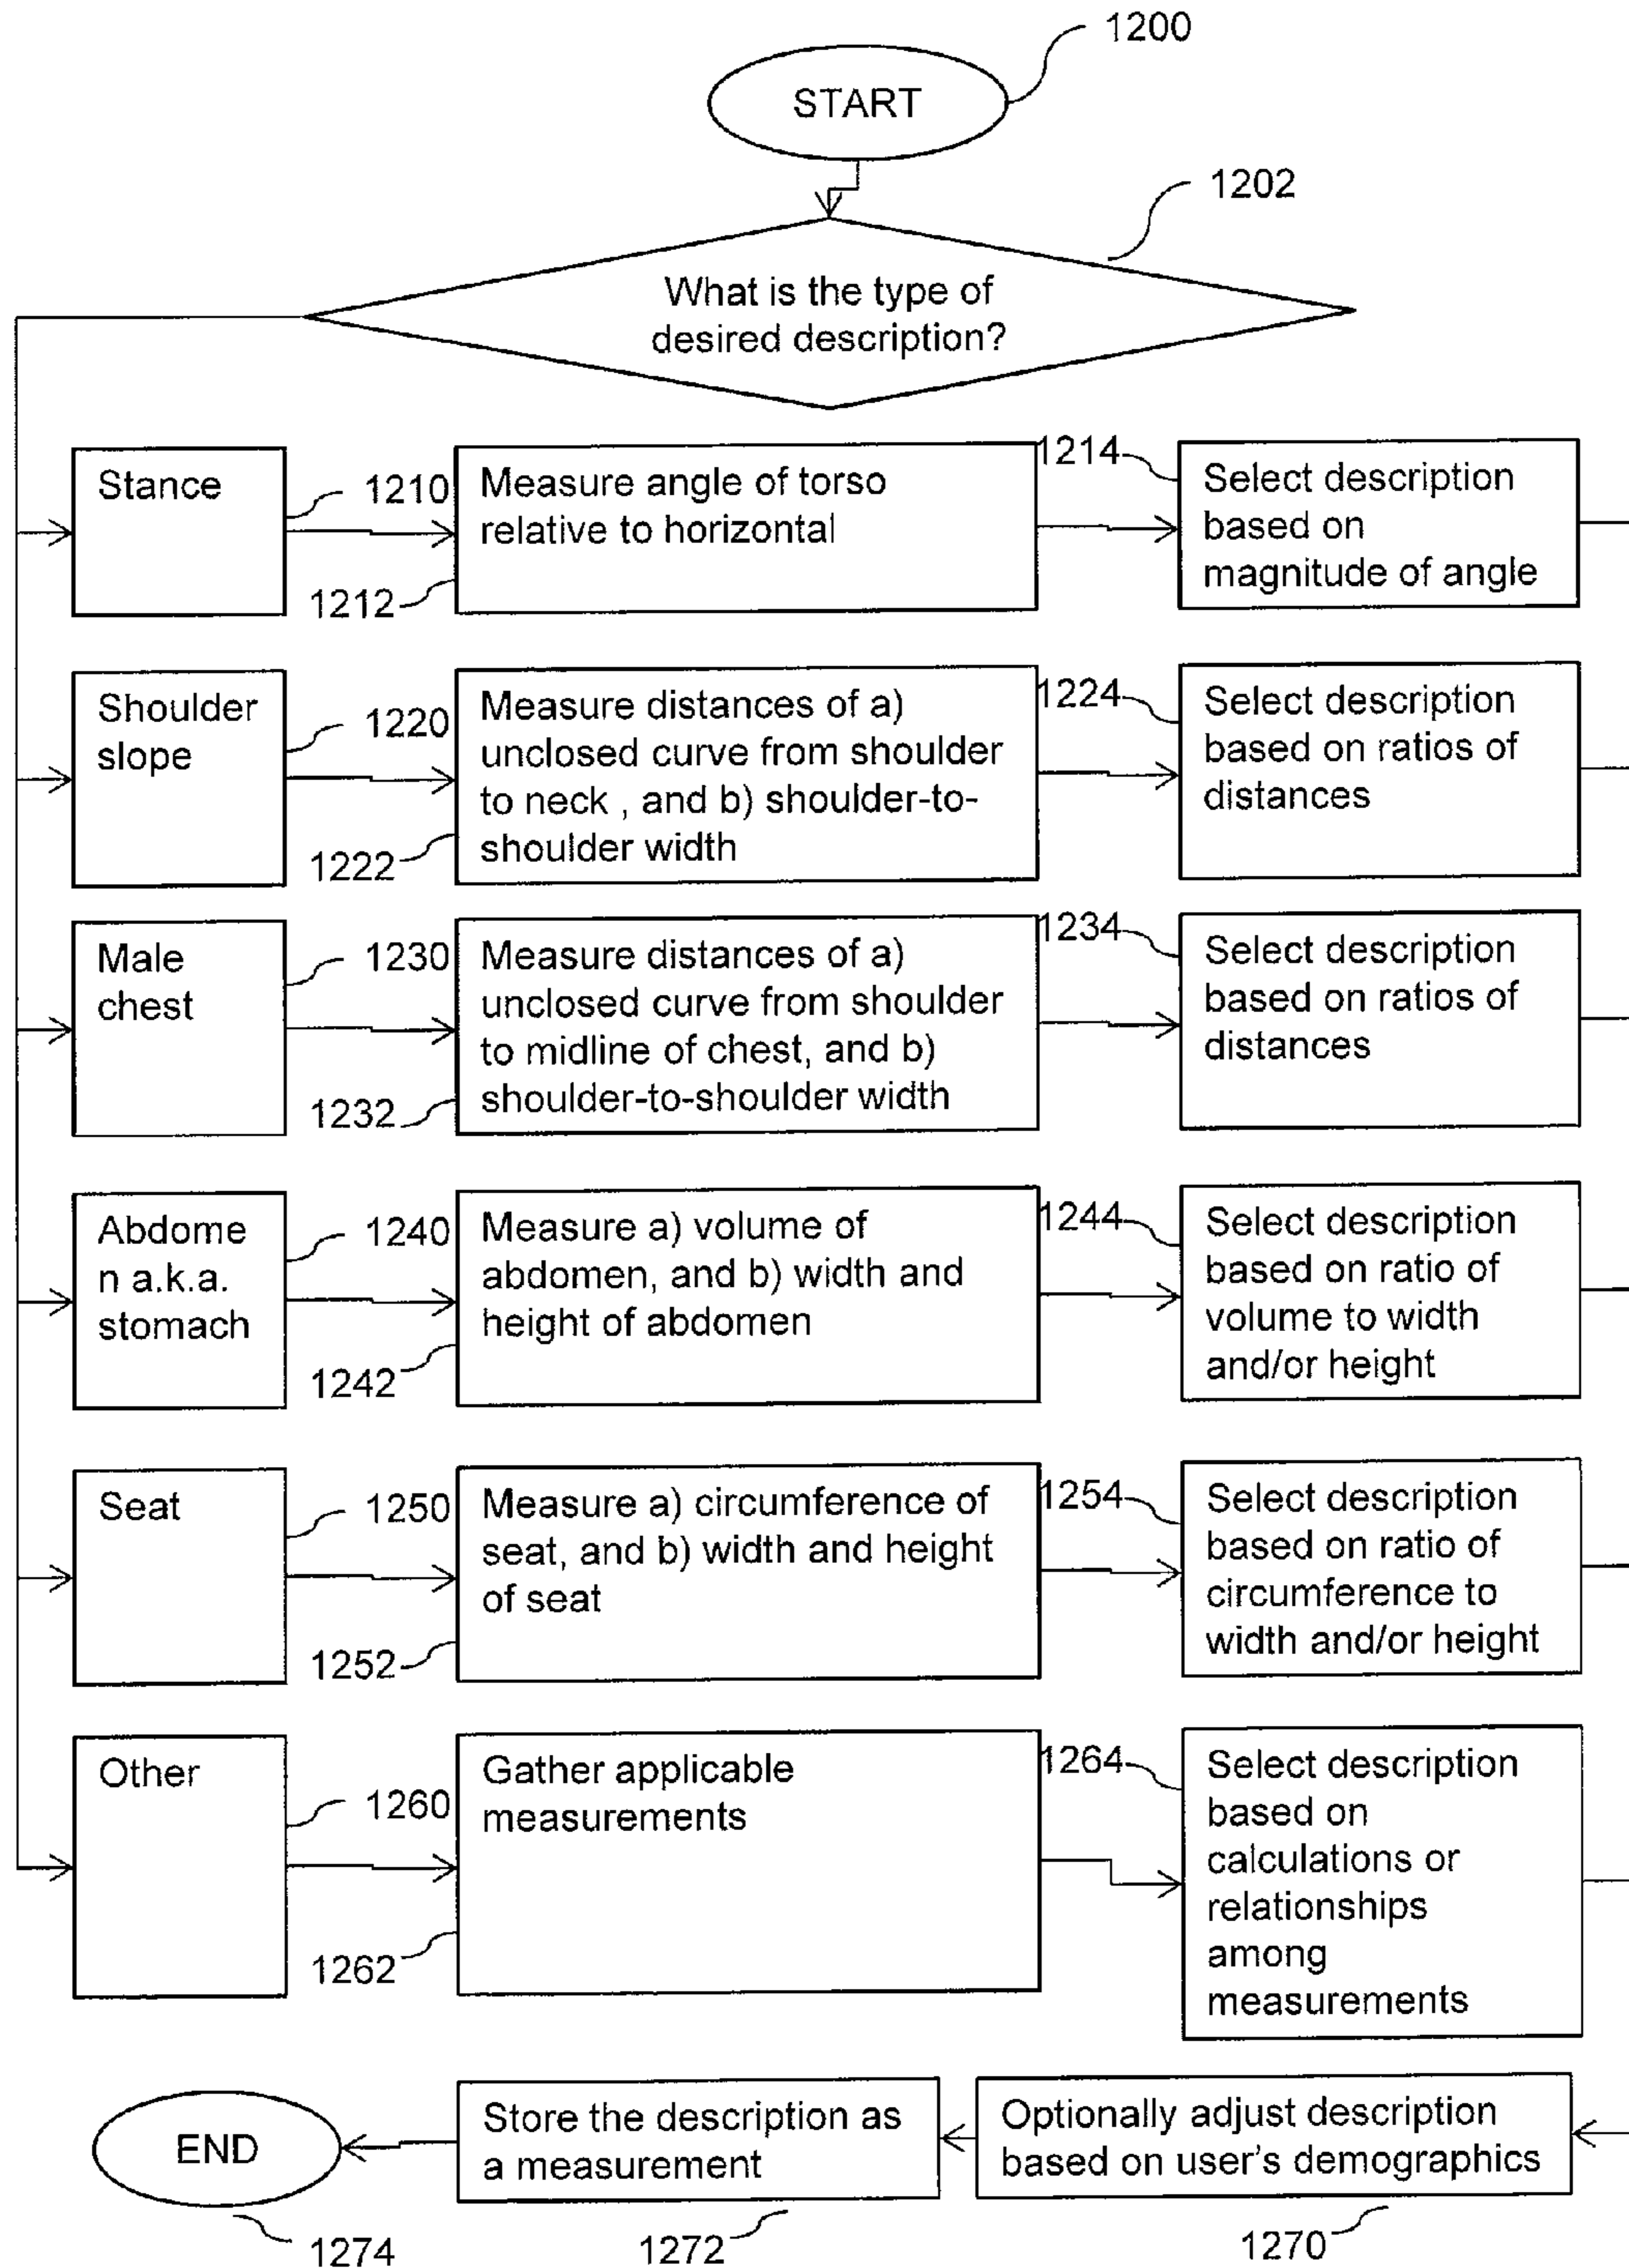 1200
START
1202
What is the type of
desired description?
Stance
1210
1212
Measure angle of torso
relative to horizontal
1214
Select description
based on
magnitude of angle
Shoulder
slope
1220
1222
Measure distances of a)
unclosed curve from shoulder
to neck , and b) shoulder-to-
shoulder width
1224
Select description
based on ratios of
distances
Male
chest
1230
1232
Measure distances of a)
unclosed curve from shoulder
to midline of chest, and b)
shoulder-to-shoulder width
1234
Select description
based on ratios of
distances
Abdome
n a.k.a.
stomach
1240
1242
Measure a) volume of
abdomen, and b) width and
height of abdomen
1244
Select description
based on ratio of
volume to width
and/or height
Seat
1250
1252
Measure a) circumference of
seat, and b) width and height
of seat
1254
Select description
based on ratio of
circumference to
width and/or height
Other
1260
1262
Gather applicable
measurements
1264
Select description
based on
calculations or
relationships
among
measurements
Optionally adjust description
based on user's demographics
1270
Store the description as
a measurement
1272
END
1274